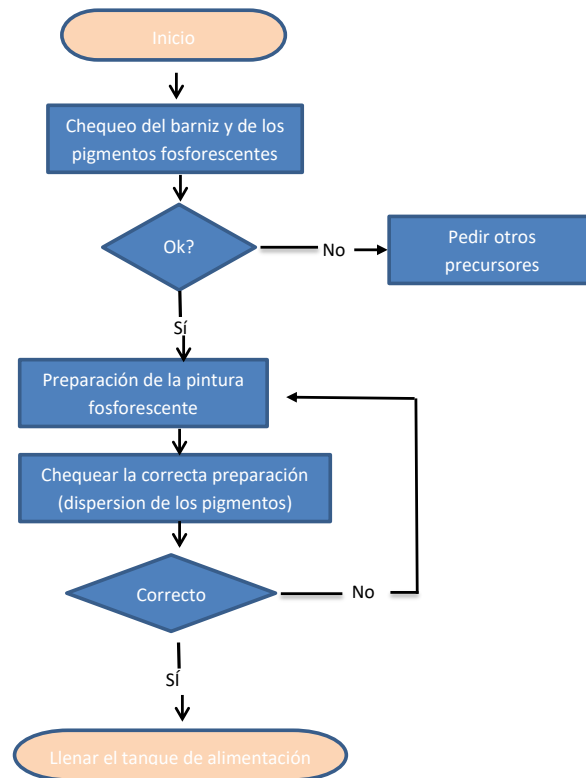 Inicio
Chequeo del barniz y de los
pigmentos fosforescentes
Ok?
No
Pedir otros
precursores
Sí
Preparación de la pintura
fosforescente
Chequear la correcta preparación
(dispersion de los pigmentos)
Correcto
No
SÍ
Llenar el tanque de alimentación